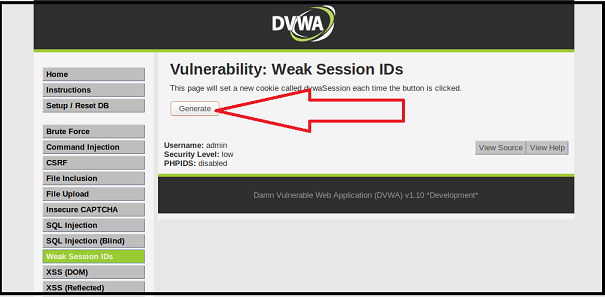 DVWA
Home
Instructions
Setup / Reset DB
Brute Force
Command Injection
CSRF
File Inclusion
File Upload
Insecure CAPTCHA
SQL Injection
SQL Injection (Blind)
Weak Session IDs
XSS (DOM)
XSS (Reflected)
Vulnerability: Weak Session IDs
This page will set a new cookie called dvwaSession each time the button is clicked.
Generate
Username: admin
Security Level: low
PHPIDS: disabled
View Source View Help
Damn Vulnerable Web Application (DVWA) v1.10 *Development*